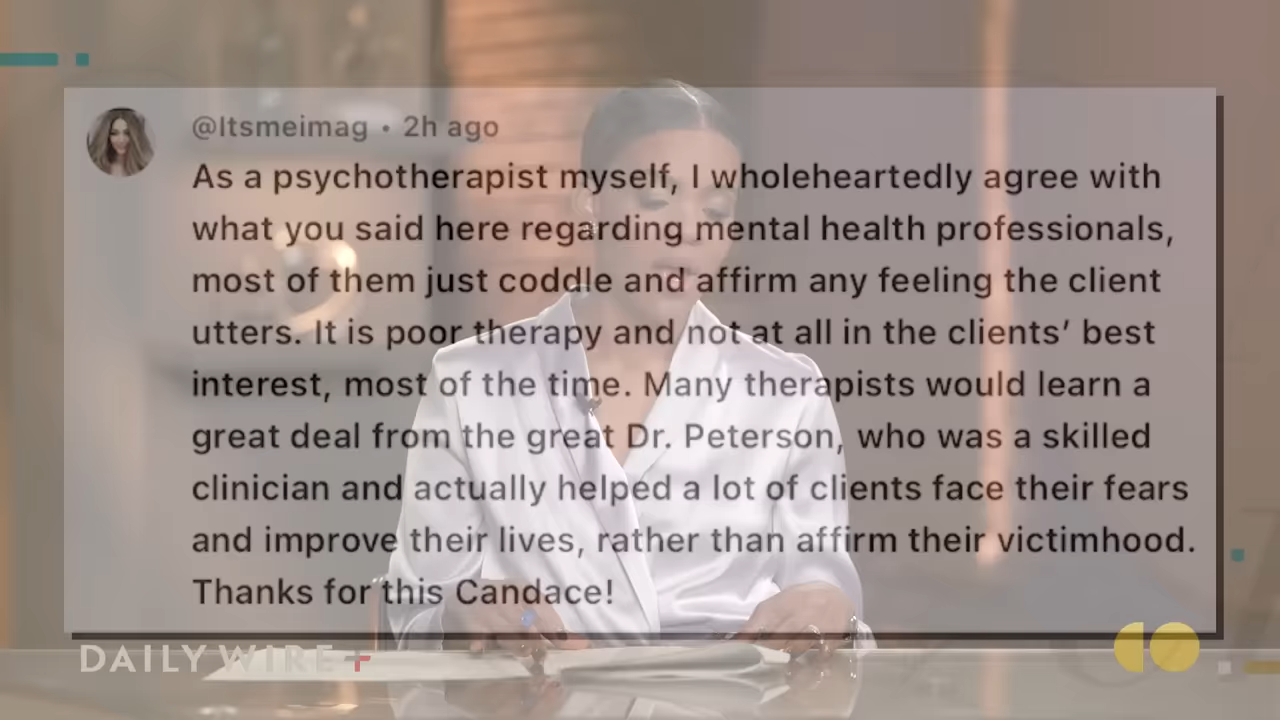 @Itsmeimag • 2h ago
As a psychotherapist myself, I wholeheartedly agree with
what you said here regarding mental health professionals,
most of them just coddle and affirm any feeling the client
utters. It is poor therapy and not at all in the clients’ best
interest, most of the time. Many therapists would learn a
great deal from the great Dr. Peterson, who was a skilled
clinician and actually helped a lot of clients face their fears
and improve their lives, rather than affirm their victimhood.
Thanks for this Candace!
DAILYWIRE+